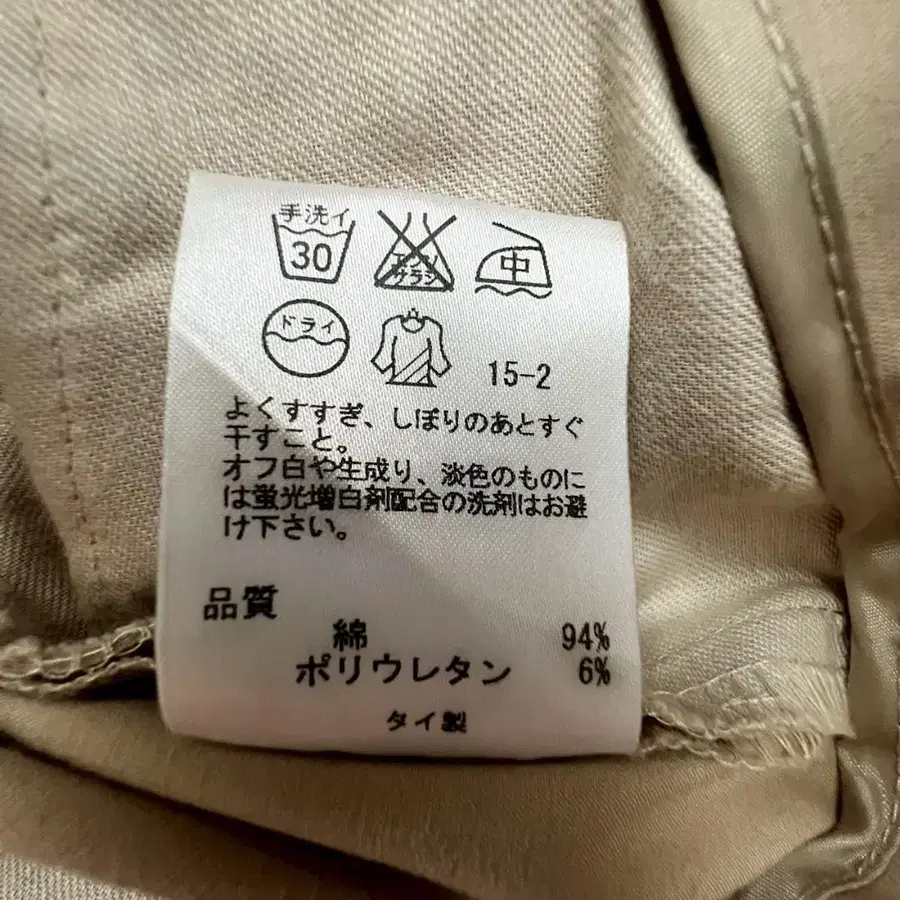 手洗イ
30
エンソ
サラシ
中
ドライ
15-2
よくすすぎ、しぼりのあとすぐ
干すこと。
オフ白や生成り、淡色のものに
は蛍光増白剤配合の洗剤はお避
け下さい。
品質
綿 94%
ポリウレタン 6%
タイ製